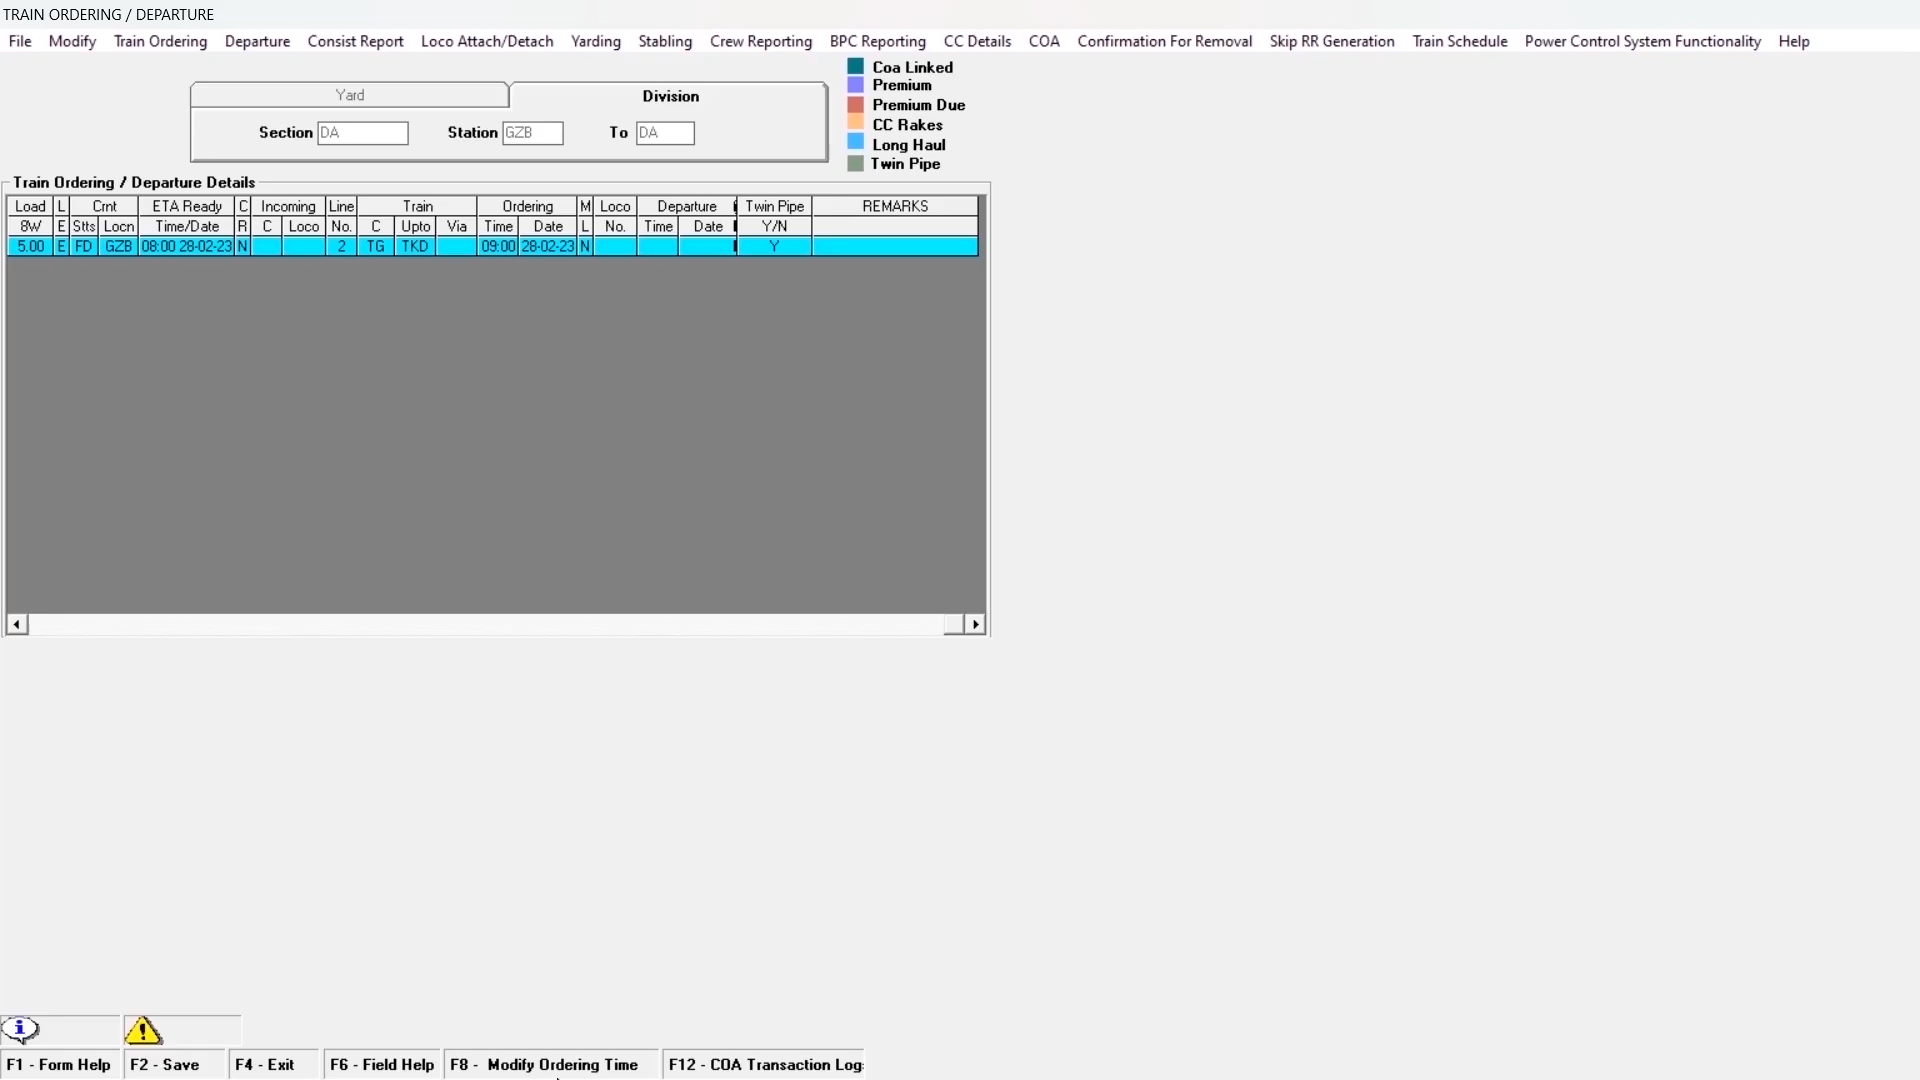 TRAIN ORDERING / DEPARTURE
File Modify Train Ordering Departure Consist Report Loco Attach/Detach Yarding Stabling Crew Reporting BPC Reporting CC Details COA Confirmation For Removal Skip RR Generation Train Schedule Power Control System Functionality Help
Coa Linked
Premium
Premium Due
CC Rakes
Long Haul
Twin Pipe
Yard Division
Section DA Station GZB To DA
Train Ordering / Departure Details
Load L Crnt ETA Ready C Incoming Line Train Ordering M Loco Departure Twin Pipe REMARKS
8W E Stts Locn Time/Date R C Loco No. C Upto Via Time Date L No. Time Date Y/N
5.00 E FD GZB 08:00 28-02-23 N 2 TG TKD 09:00 28-02-23 N Y
F1 - Form Help F2 - Save F4 - Exit F6 - Field Help F8 - Modify Ordering Time F12 - COA Transaction Log